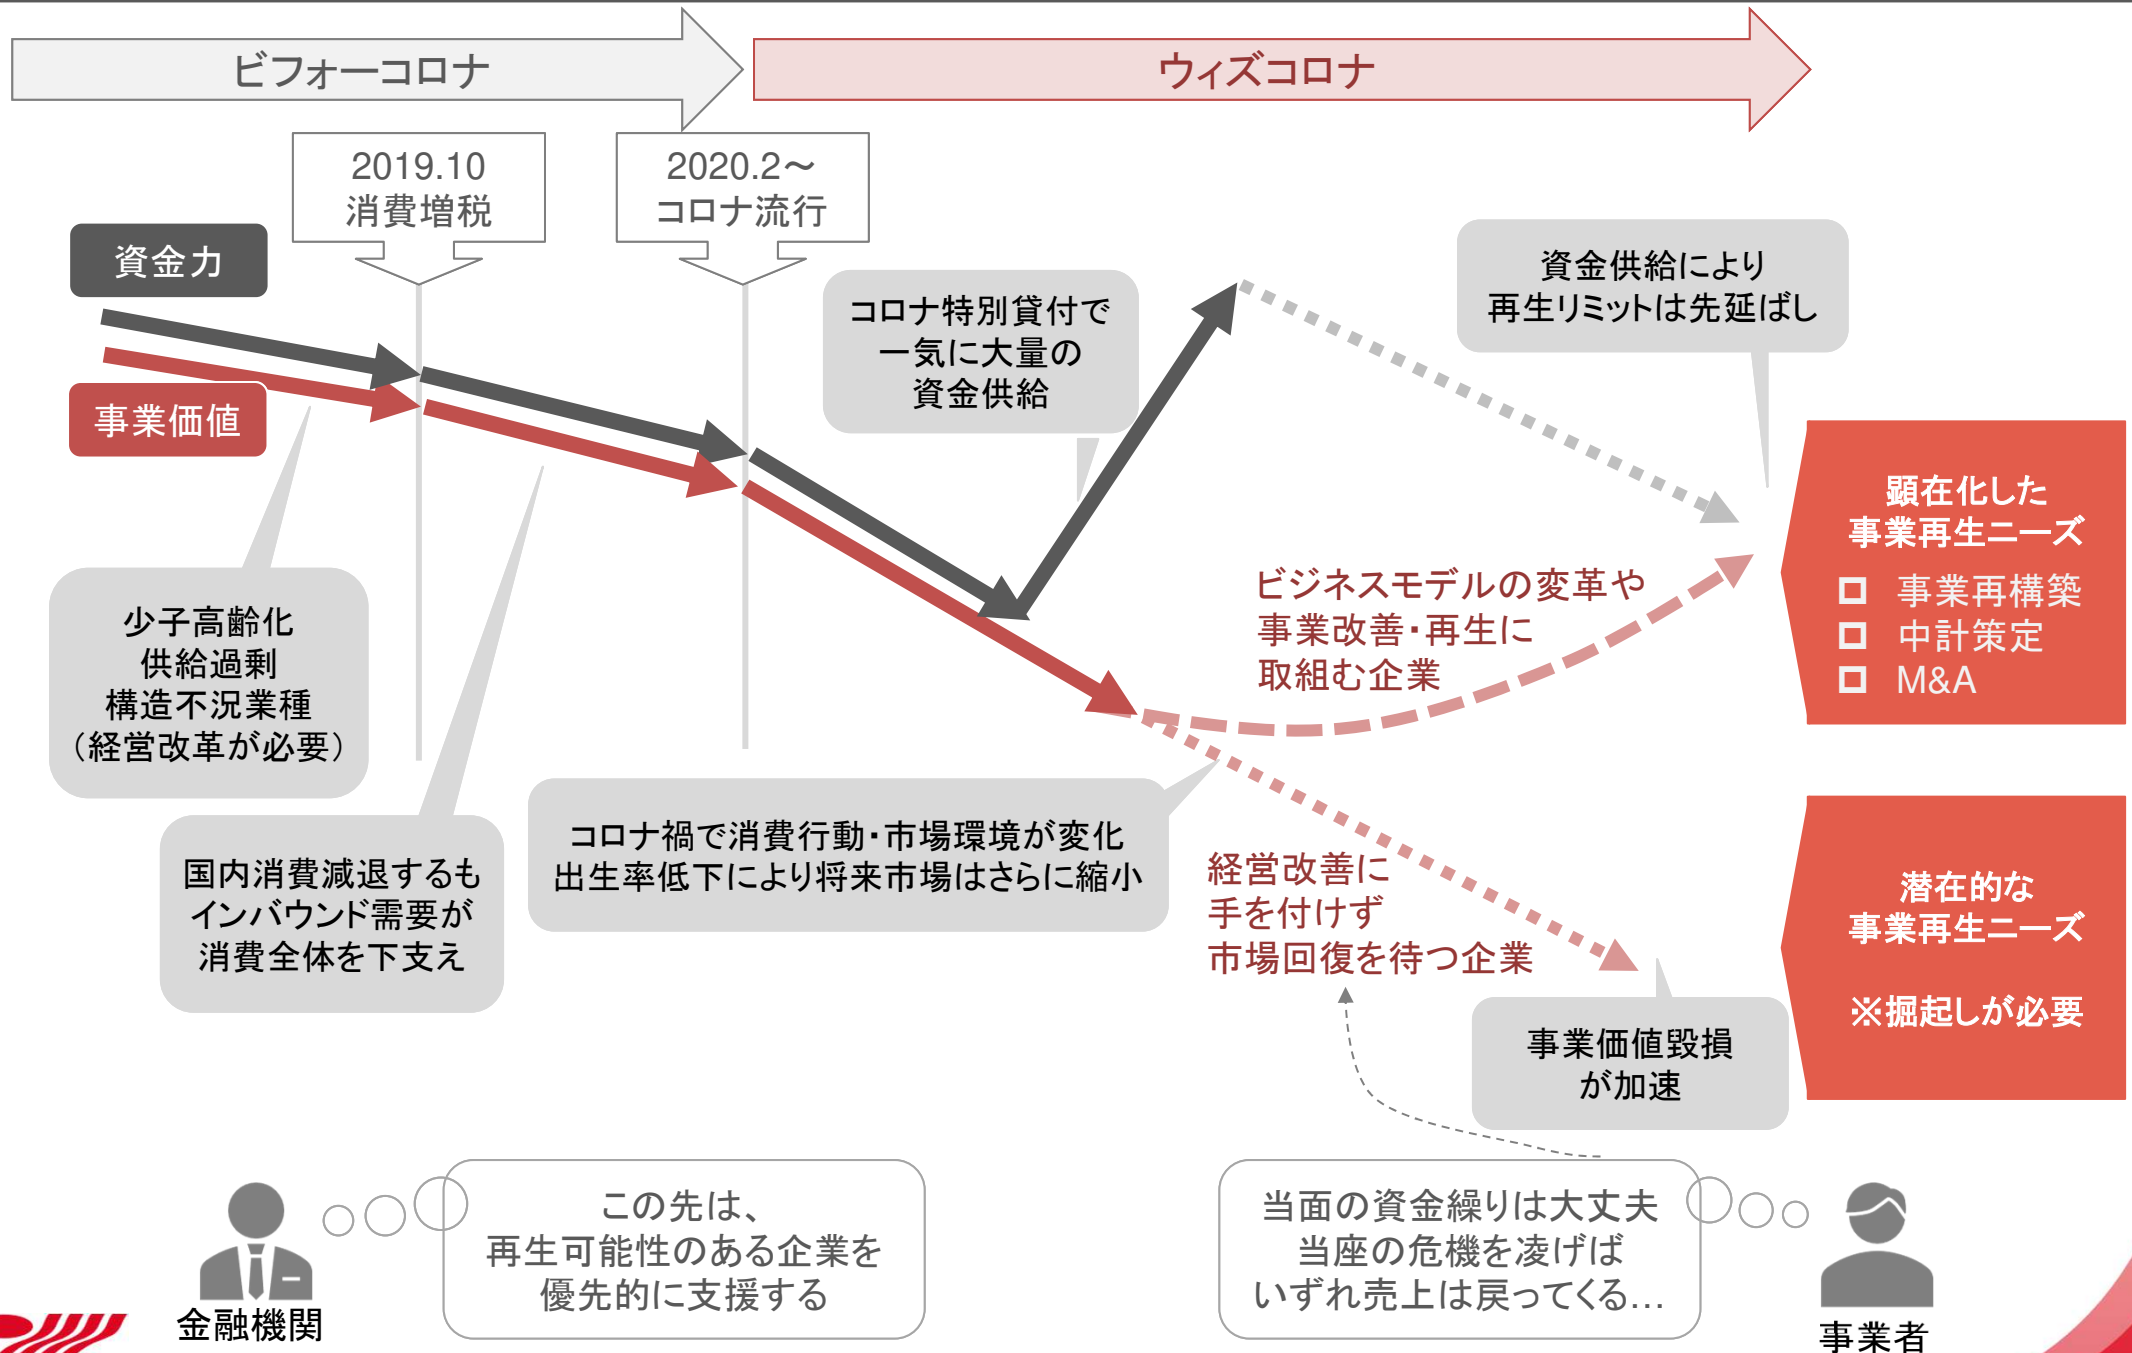 ビフォーコロナ
ウィズコロナ
2019.10
消費増税
2020.2～
コロナ流行
資金力
事業価値
コロナ特別貸付で
一気に大量の
資金供給
資金供給により
再生リミットは先延ばし
顕在化した
事業再生ニーズ
事業再構築
中計策定
M&A
ビジネスモデルの変革や
事業改善・再生に
取組む企業
少子高齢化
供給過剰
構造不況業種
（経営改革が必要）
国内消費減退するも
インバウンド需要が
消費全体を下支え
コロナ禍で消費行動・市場環境が変化
出生率低下により将来市場はさらに縮小
経営改善に
手を付けず
市場回復を待つ企業
潜在的な
事業再生ニーズ
※掘起しが必要
事業価値毀損
が加速
この先は、
再生可能性のある企業を
優先的に支援する
金融機関
当面の資金繰りは大丈夫
当座の危機を凌げば
いずれ売上は戻ってくる…
事業者